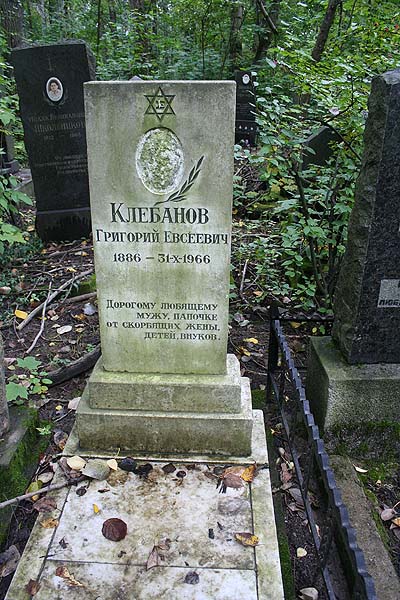 Клебанов
Григорий Евсеевич
1886 – 31-X-1966
Дорогому любящему
мужу, папочке
от скорбящих жены,
детей, внуков.